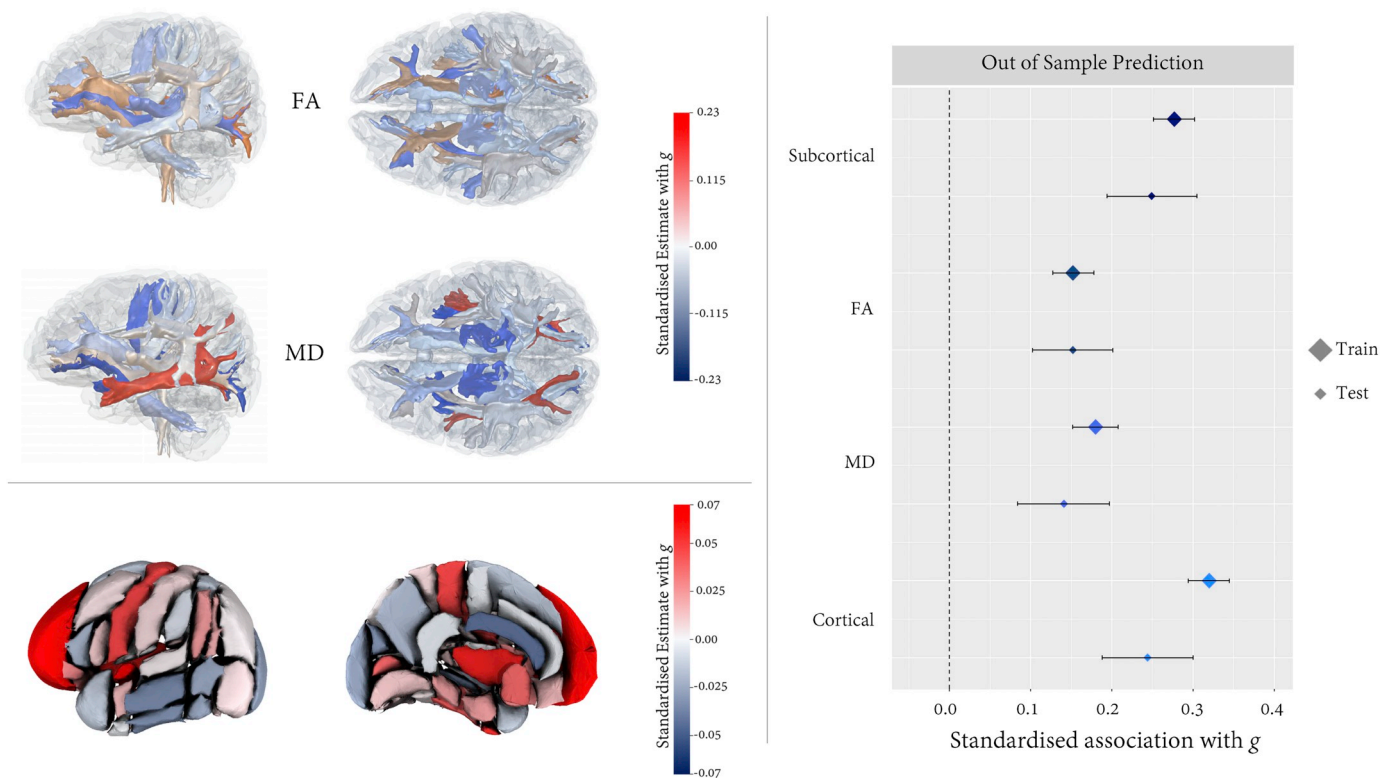 FA
MD
Standardised Estimate with g
0.23
0.115
0.00
-0.115
-0.23
Standardised Estimate with g
0.07
0.05
0.025
0.00
-0.025
-0.05
-0.07
Out of Sample Prediction
Subcortical
FA
MD
Cortical
0.0 0.1 0.2 0.3 0.4
Standardised association with g
Train
Test